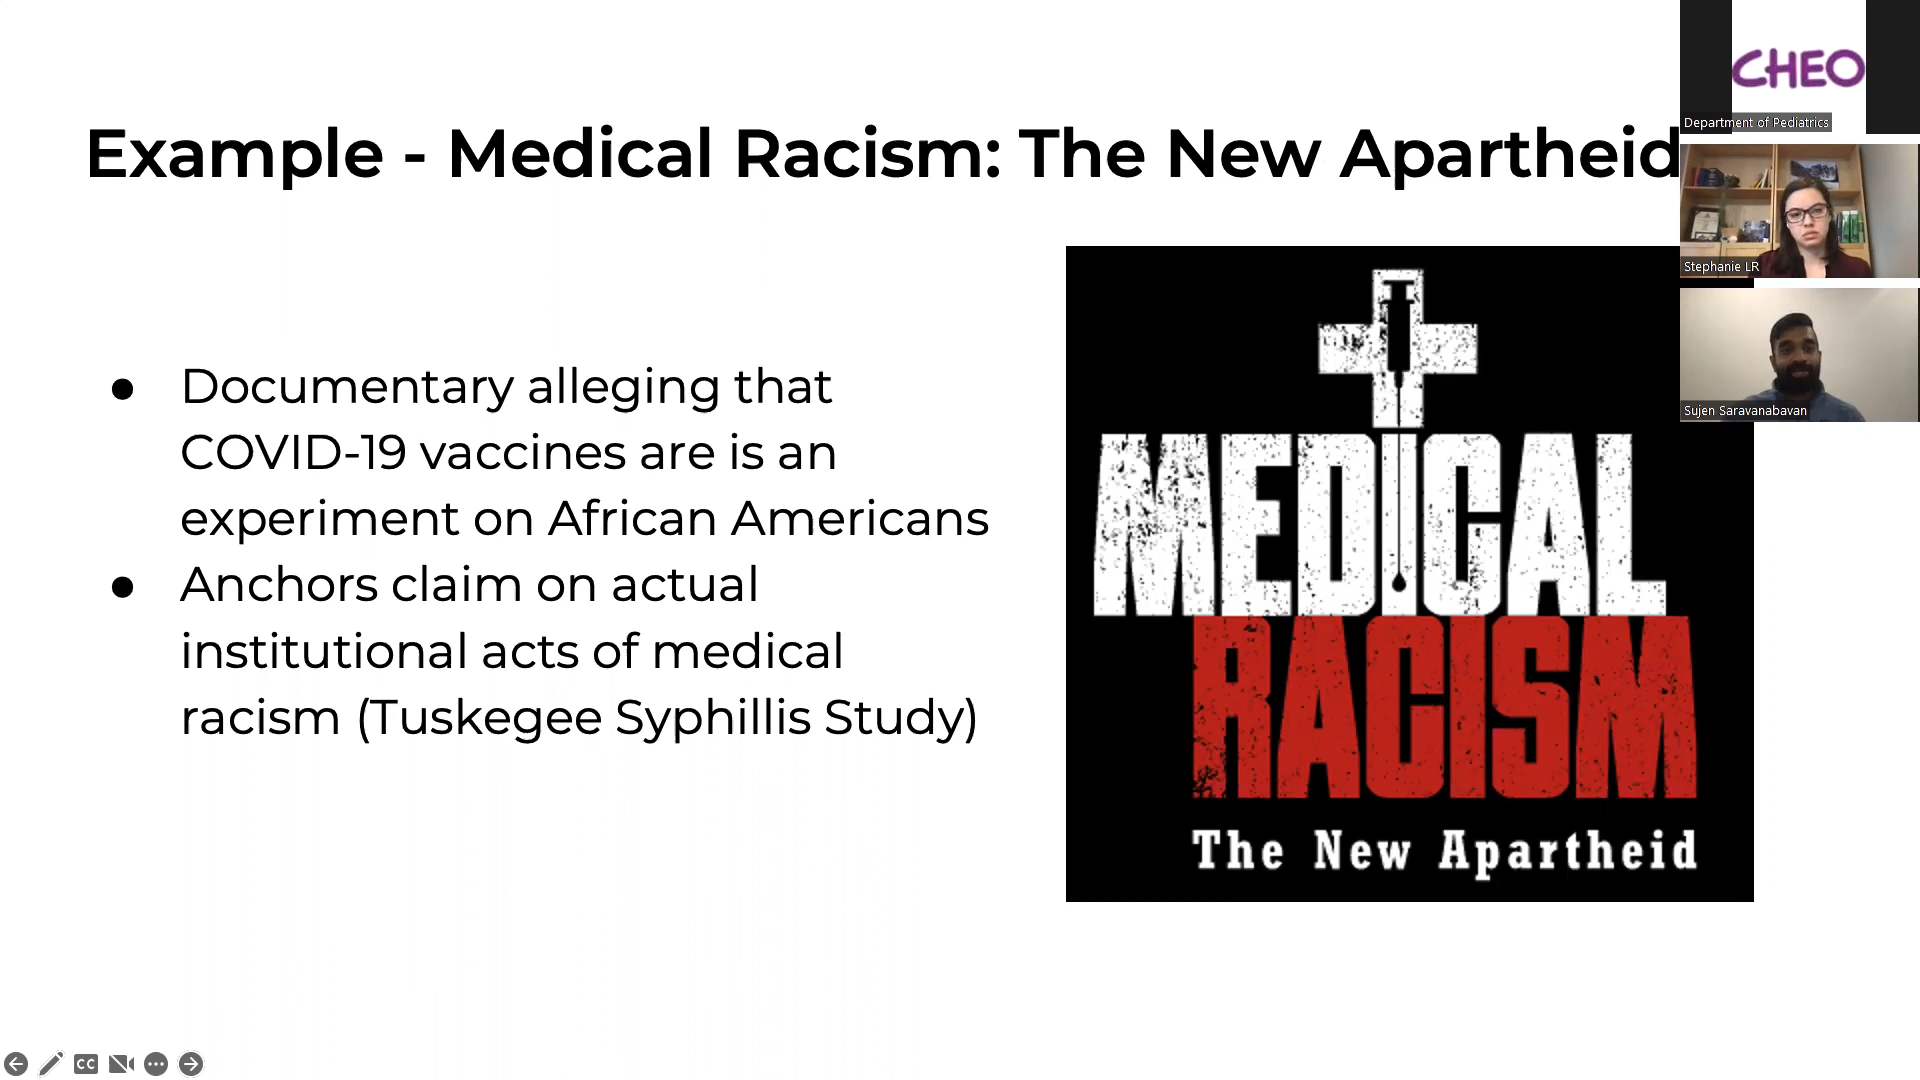 Example - Medical Racism: The New Apartheid
Documentary alleging that
COVID-19 vaccines are is an
experiment on African Americans
Anchors claim on actual
institutional acts of medical
racism (Tuskegee Syphillis Study)
MEDICAL
RACISM
The New Apartheid
CHEO
Department of Pediatrics
Stephanie LR
Sujen Saravanabavan
CC